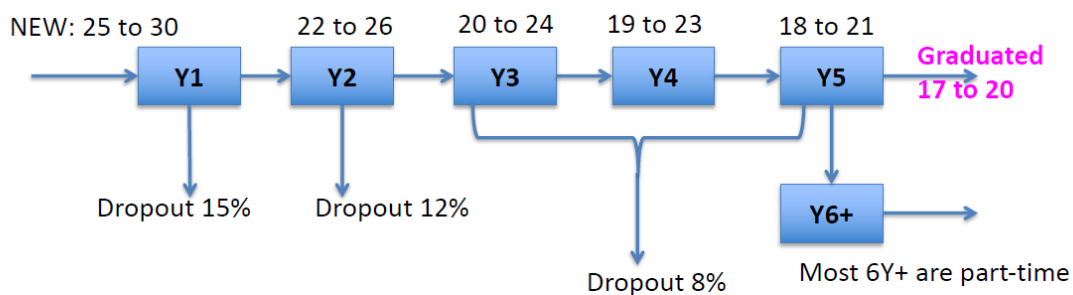 NEW: 25 to 30
22 to 26
20 to 24
19 to 23
18 to 21
Y1
Y2
Y3
Y4
Y5
Graduated
17 to 20
Dropout 15%
Dropout 12%
Y6+
Dropout 8%
Most 6Y+ are part-time